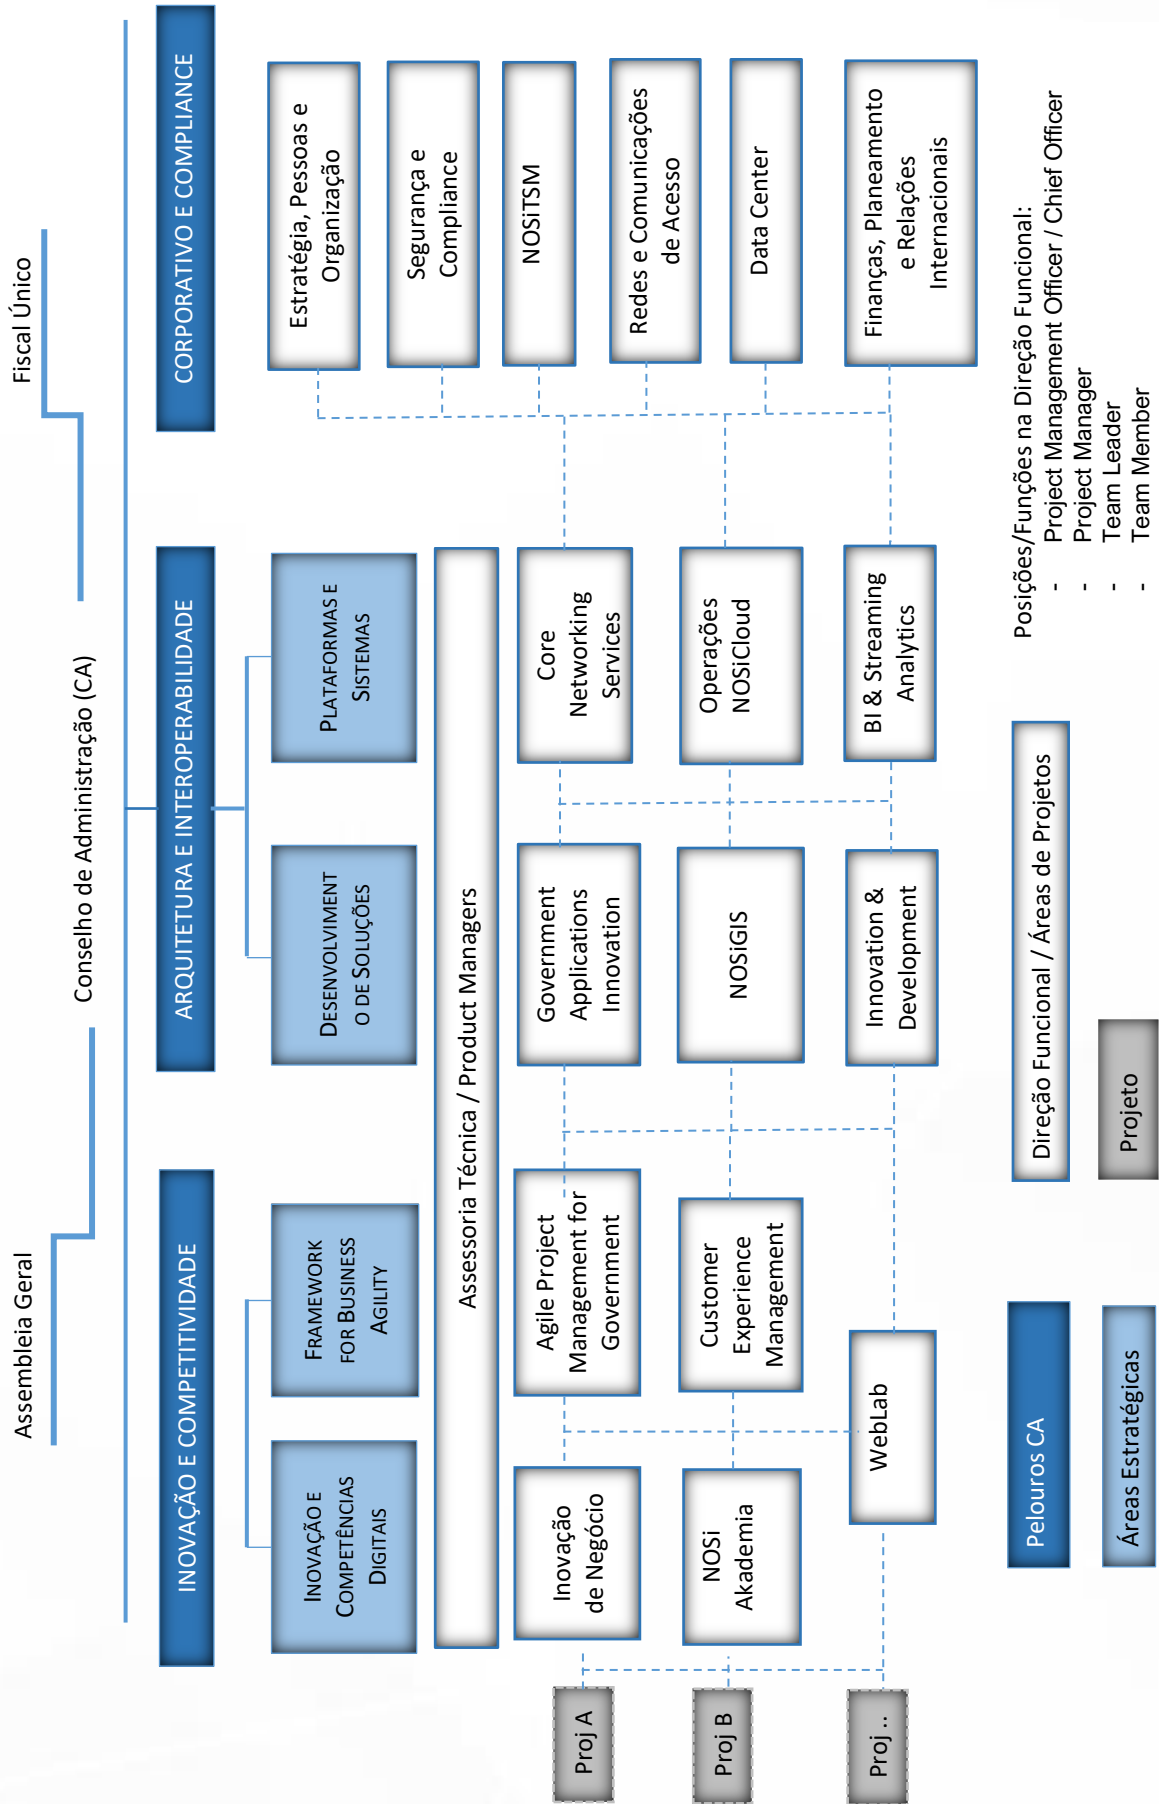 Assembleia Geral
Fiscal Único
Conselho de Administração (CA)
INOVAÇÃO E COMPETITIVIDADE
ARQUITETURA E INTEROPERABILIDADE
CORPORATIVO E COMPLIANCE
INOVAÇÃO E
COMPETÊNCIAS
DIGITAIS
FRAMEWORK
FOR BUSINESS
AGILITY
DESENVOLVIMENT
O DE SOLUÇÕES
PLATAFORMAS E
SISTEMAS
Assessoria Técnica / Product Managers
Proj A
Proj B
Proj ..
Inovação
de Negócio
NOSi
Akademia
WebLab
Agile Project
Management for
Government
Customer
Experience
Management
Government
Applications
Innovation
NOSiGIS
Innovation &
Development
Core
Networking
Services
Operações
NOSiCloud
BI & Streaming
Analytics
Estratégia, Pessoas e
Organização
Segurança e
Compliance
NOSiTSM
Redes e Comunicações
de Acesso
Data Center
Finanças, Planeamento
e Relações
Internacionais
Pelouros CA
Áreas Estratégicas
Direção Funcional / Áreas de Projetos
Projeto
Posições/Funções na Direção Funcional:
- Project Management Officer / Chief Officer
- Project Manager
- Team Leader
- Team Member